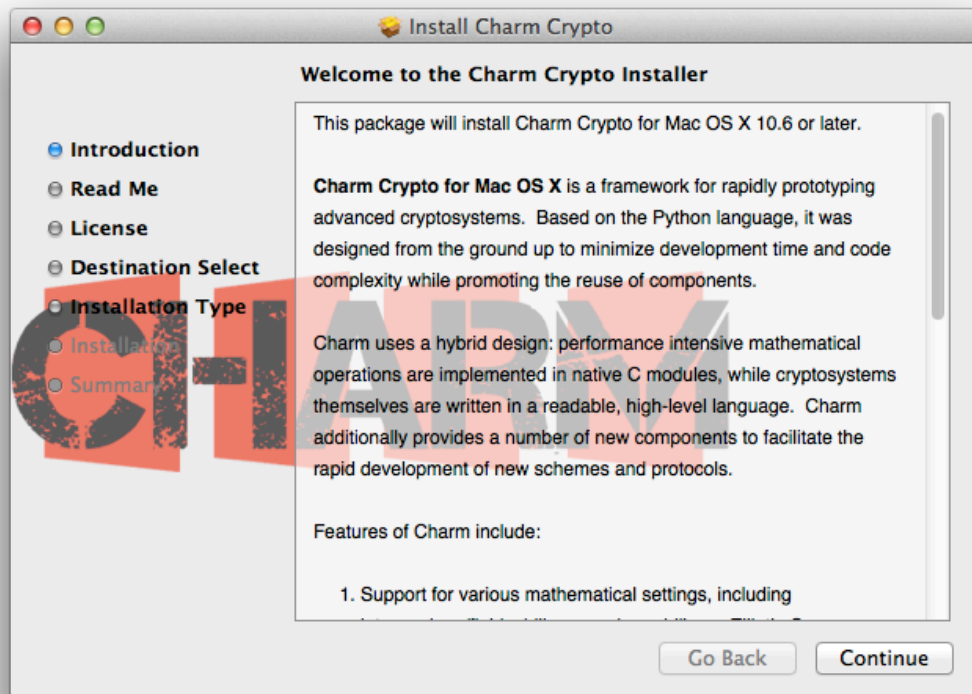 Install Charm Crypto
Welcome to the Charm Crypto Installer
Introduction
Read Me
License
Destination Select
Installation Type
Installation
Summary
CHARM
This package will install Charm Crypto for Mac OS X 10.6 or later.
Charm Crypto for Mac OS X is a framework for rapidly prototyping
advanced cryptosystems. Based on the Python language, it was
designed from the ground up to minimize development time and code
complexity while promoting the reuse of components.
Charm uses a hybrid design: performance intensive mathematical
operations are implemented in native C modules, while cryptosystems
themselves are written in a readable, high-level language. Charm
additionally provides a number of new components to facilitate the
rapid development of new schemes and protocols.
Features of Charm include:
1. Support for various mathematical settings, including
Go Back
Continue